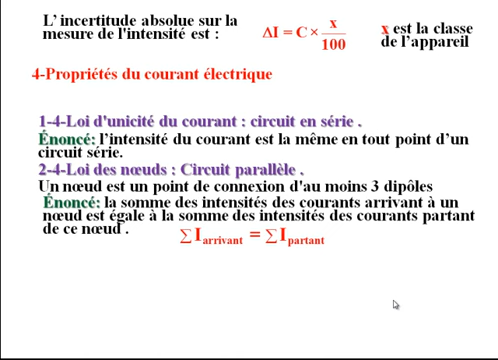 L'incertitude absolue sur la
mesure de l'intensité est :
ΔI = C × x/100
x est la classe
de l'appareil
4-Propriétés du courant électrique
1-4-Loi d'unicité du courant : circuit en série .
Énoncé: l'intensité du courant est la même en tout point d'un
circuit série.
2-4-Loi des nœuds : Circuit parallèle .
Un nœud est un point de connexion d'au moins 3 dipôles
Énoncé: la somme des intensités des courants arrivant à un
nœud est égale à la somme des intensités des courants partant
de ce nœud .
∑I arrivant = ∑I partant